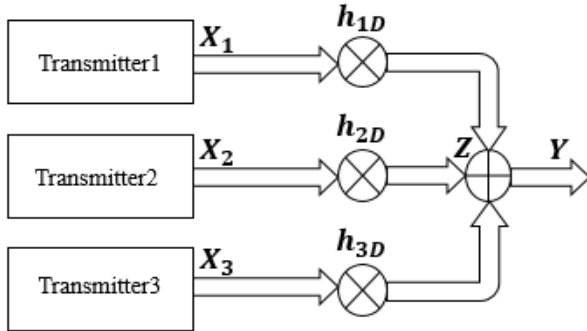 X₁ h₁D
Transmitter1
X₂ h₂D Z Y
Transmitter2
X₃ h₃D
Transmitter3